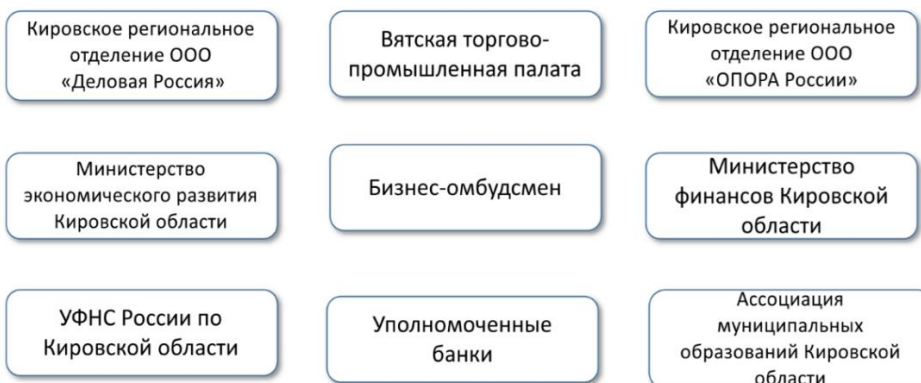 Кировское региональное
отделение ООО
«Деловая Россия»
Вятская торгово-
промышленная палата
Кировское региональное
отделение ООО
«ОПОРА России»
Министерство
экономического развития
Кировской области
Бизнес-омбудсмен
Министерство
финансов Кировской
области
УФНС России по
Кировской области
Уполномоченные
банки
Ассоциация
муниципальных
образований Кировской
области